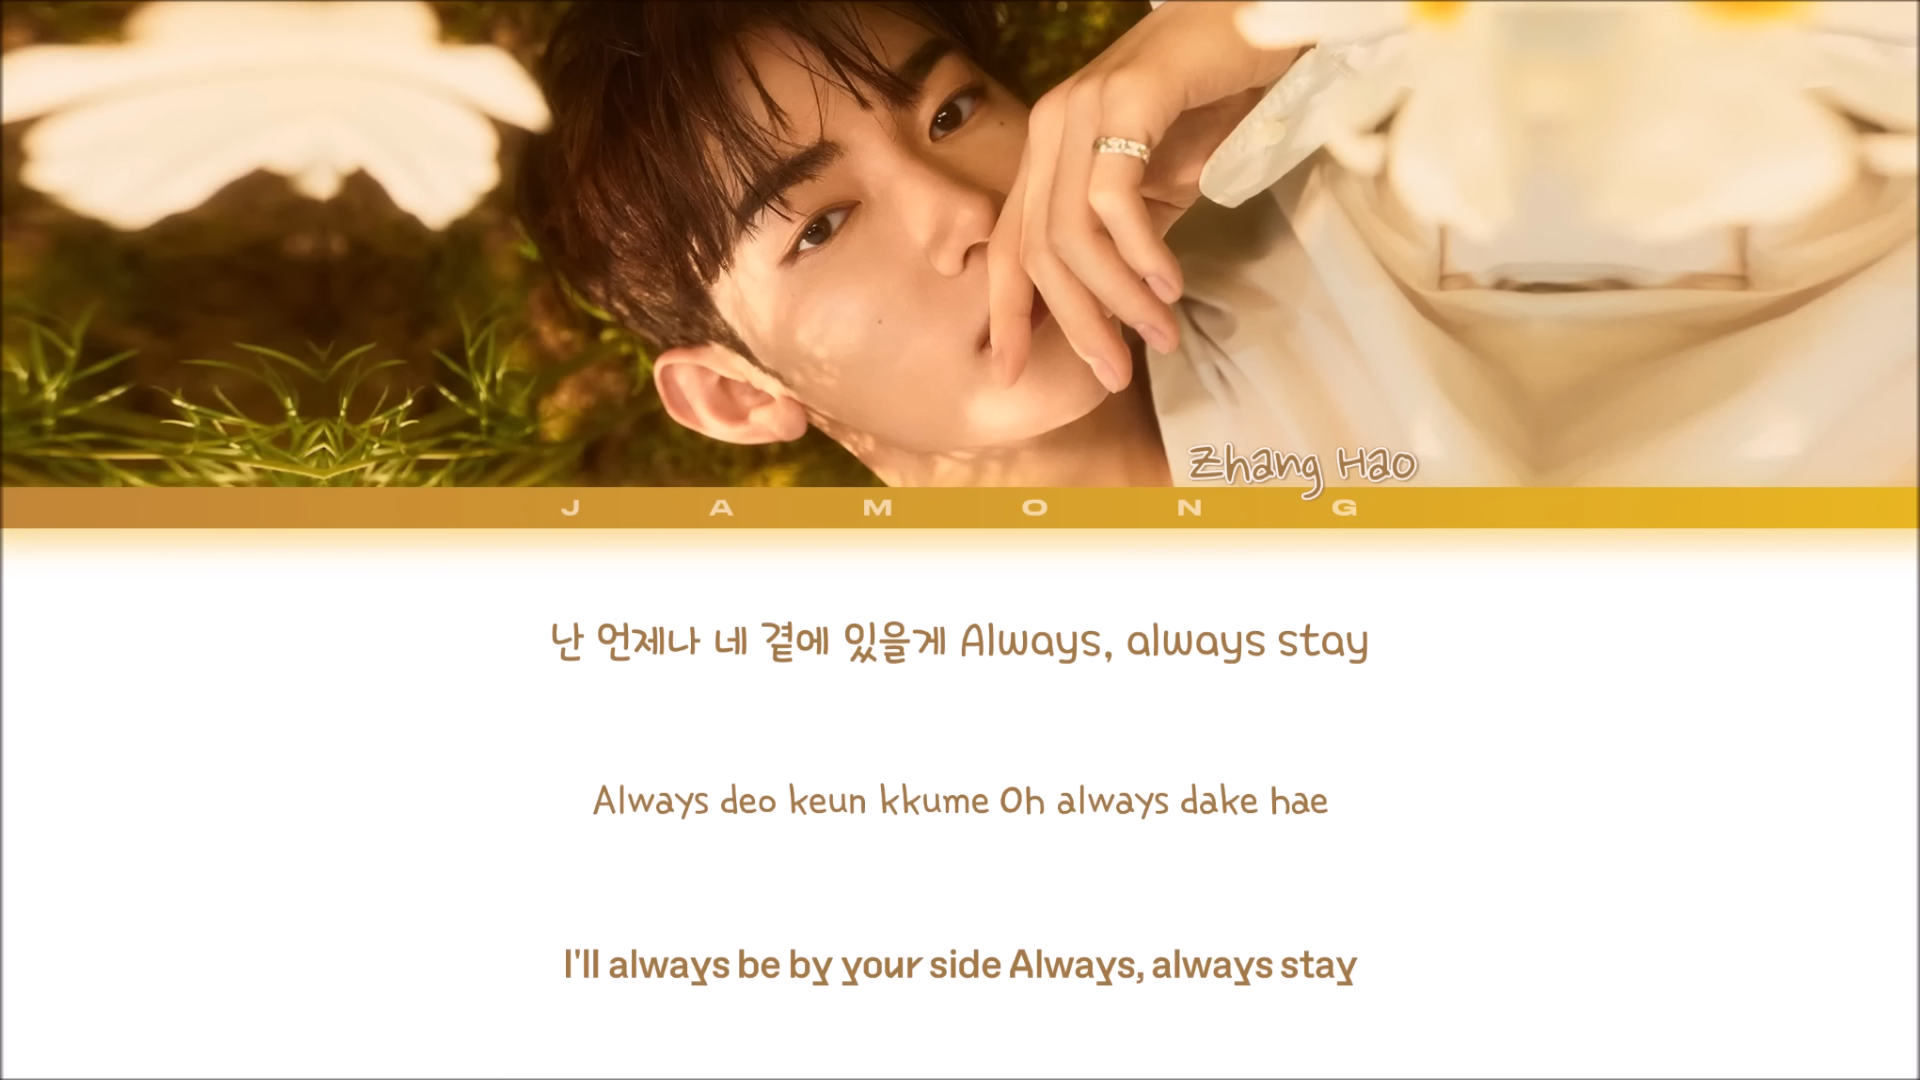 Zhang Hao
JAMONG
난 언제나 네 곁에 있을게 Always, always stay
Always deo keun kkume Oh always dake hae
I'll always be by your side Always, always stay